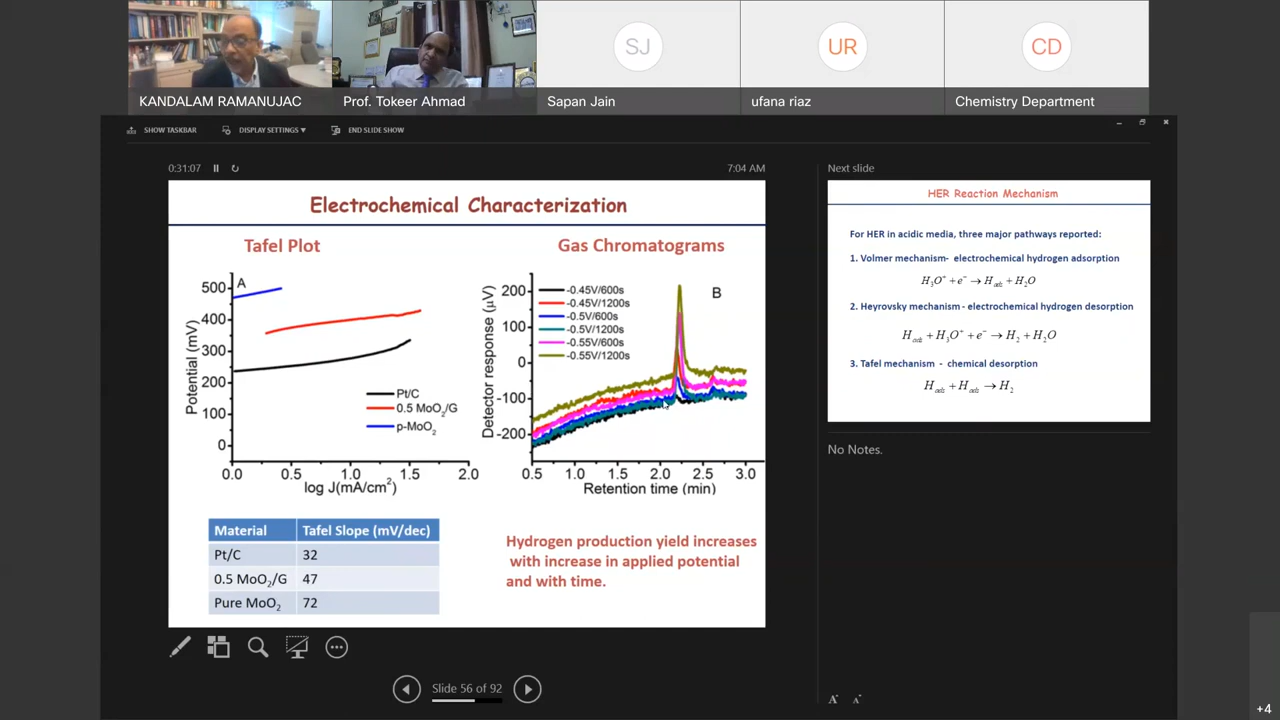 SJ
UR
CD
KANDALAM RAMANUJAC
Prof. Tokeer Ahmad
Sapan Jain
ufana riaz
Chemistry Department
SHOW TASKBAR
DISPLAY SETTINGS ▼
END SLIDE SHOW
0:31:07
7:04 AM
Electrochemical Characterization
Tafel Plot
Gas Chromatograms
A
500
400
300
200
100
0
Potential (mV)
Pt/C
0.5 MoO₂/G
p-MoO₂
0.0 0.5 1.0 1.5 2.0
log J(mA/cm²)
B
200
100
0
-100
-200
Detector response (µV)
-0.45V/600s
-0.45V/1200s
-0.5V/600s
-0.5V/1200s
-0.55V/600s
-0.55V/1200s
0.5 1.0 1.5 2.0 2.5 3.0
Retention time (min)
Material Tafel Slope (mV/dec)
Pt/C 32
0.5 MoO₂/G 47
Pure MoO₂ 72
Hydrogen production yield increases
with increase in applied potential
and with time.
Slide 56 of 92
Next slide
HER Reaction Mechanism
For HER in acidic media, three major pathways reported:
1. Volmer mechanism- electrochemical hydrogen adsorption
H₃O⁺ + e⁻ → H_ads + H₂O
2. Heyrovsky mechanism - electrochemical hydrogen desorption
H_ads + H₃O⁺ + e⁻ → H₂ + H₂O
3. Tafel mechanism - chemical desorption
H_ads + H_ads → H₂
No Notes.
A A
+4